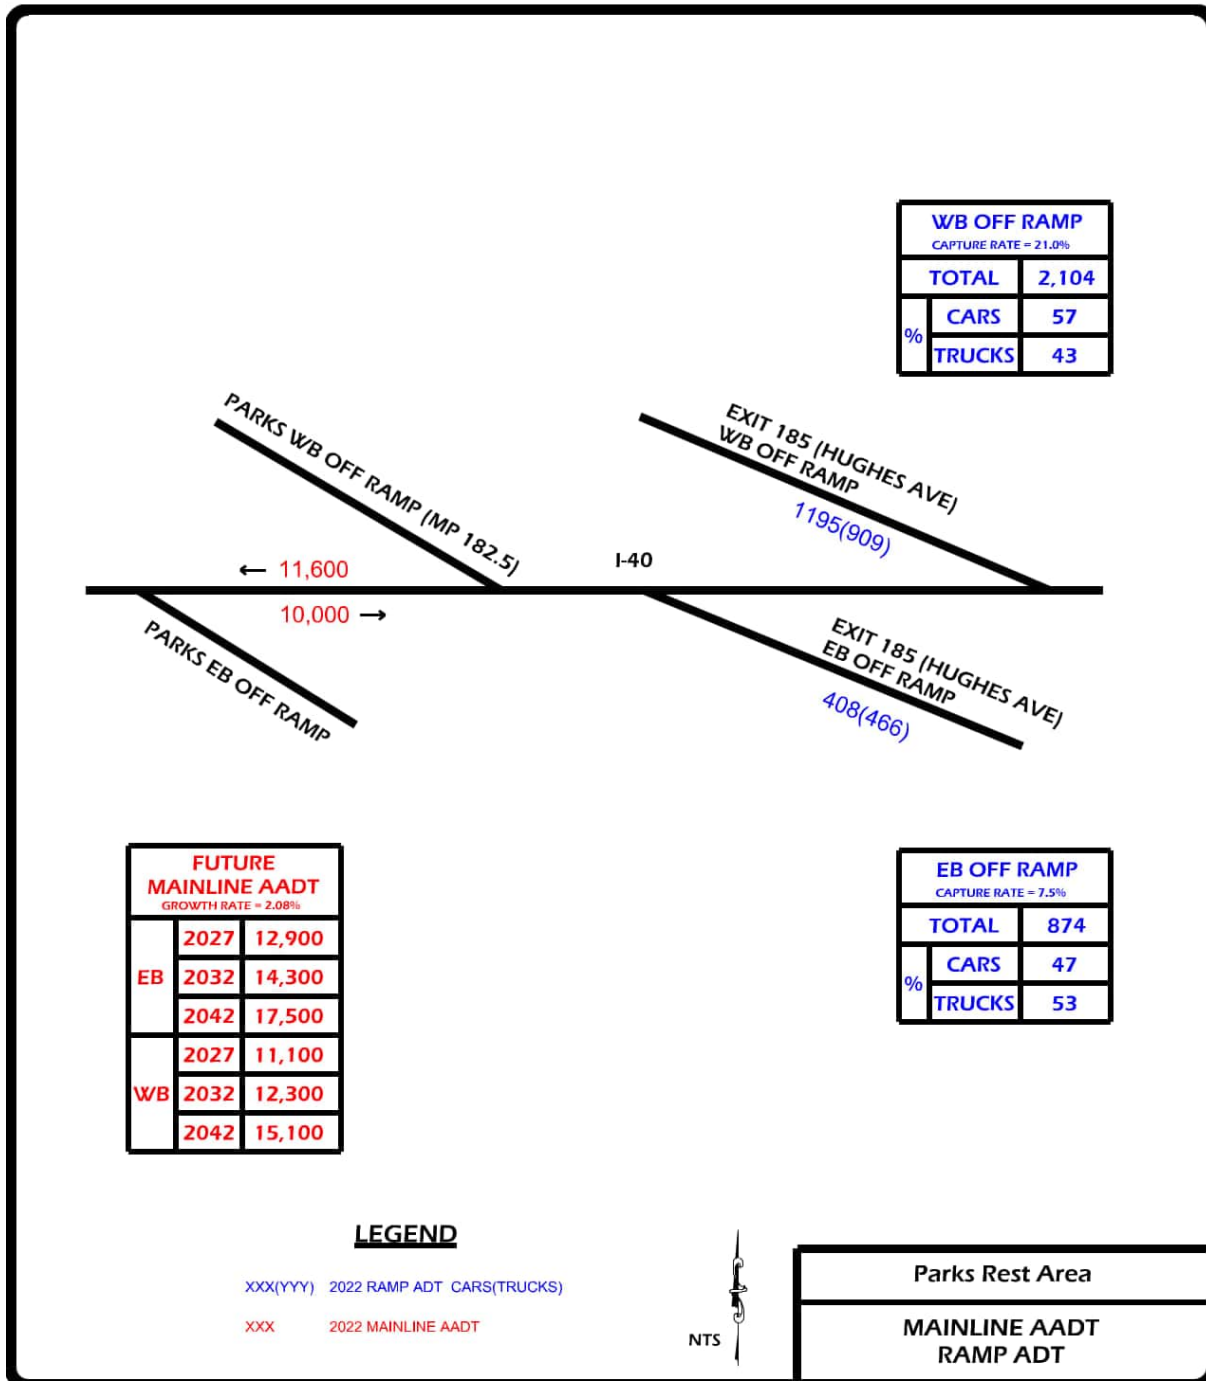 WB OFF RAMP
CAPTURE RATE = 21.0%
TOTAL 2,104
%
CARS 57
TRUCKS 43
PARKS WB OFF RAMP (MP 182.5)
EXIT 185 (HUGHES AVE)
WB OFF RAMP
1195(909)
I-40
← 11,600
10,000 →
PARKS EB OFF RAMP
EXIT 185 (HUGHES AVE)
EB OFF RAMP
408(466)
FUTURE
MAINLINE AADT
GROWTH RATE = 2.08%
EB
2027 12,900
2032 14,300
2042 17,500
WB
2027 11,100
2032 12,300
2042 15,100
EB OFF RAMP
CAPTURE RATE = 7.5%
TOTAL 874
%
CARS 47
TRUCKS 53
LEGEND
XXX(YYY) 2022 RAMP ADT CARS(TRUCKS)
XXX 2022 MAINLINE AADT
NTS
Parks Rest Area
MAINLINE AADT
RAMP ADT